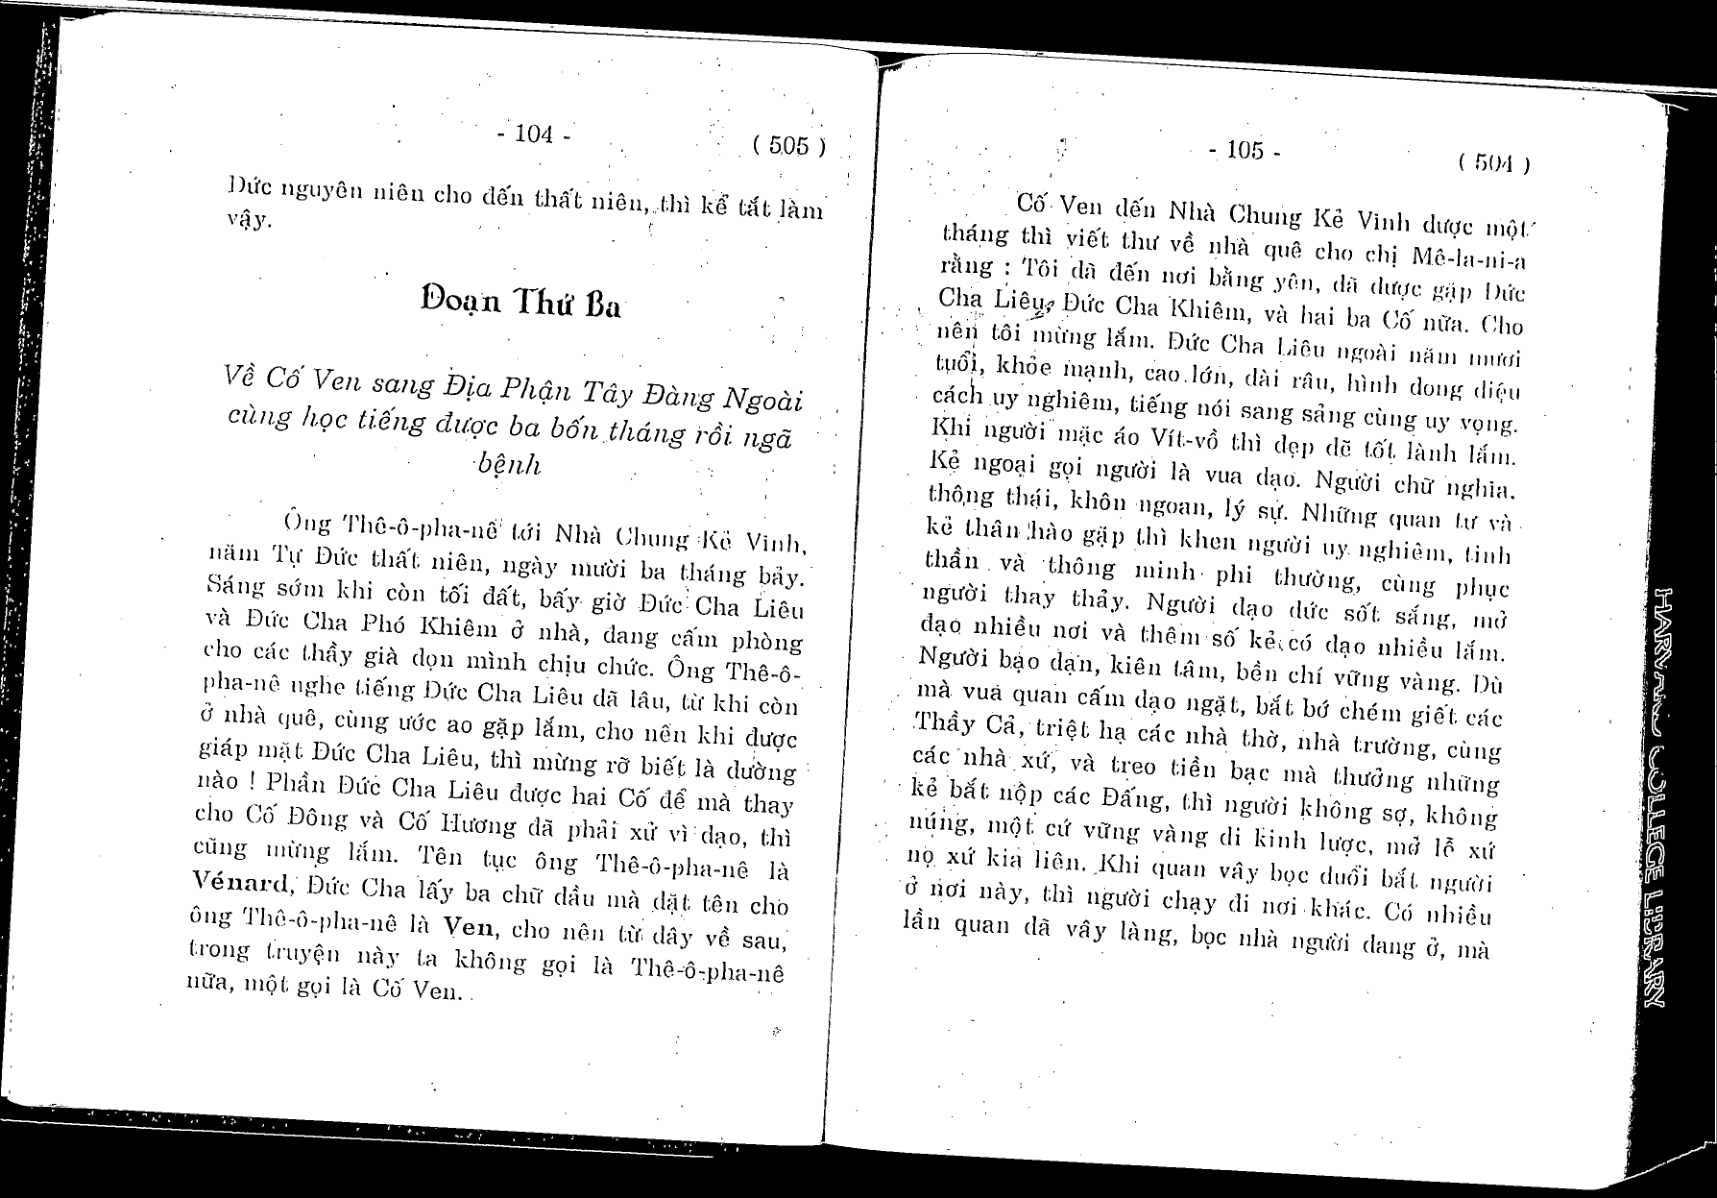 - 104 -
( 505 )
Đức nguyên niên cho đến thất niên, thì kể tắt làm
vậy.
Đoạn Thứ Ba
Về Cố Ven sang Địa Phận Tây Đàng Ngoài
cùng học tiếng được ba bốn tháng rồi ngã
bệnh
Ông Thê-ô-pha-nê tới Nhà Chung Kẻ Vình,
năm Tự Đức thất niên, ngày mười ba tháng bảy.
Sáng sớm khi còn tối đất, bấy giờ Đức Cha Liêu
và Đức Cha Phó Khiêm ở nhà, đang cấm phòng
cho các thầy già dọn mình chịu chức. Ông Thê-ô-
pha-nê nghe tiếng Đức Cha Liêu đã lâu, từ khi còn
ở nhà quê, cùng ước ao gặp lắm, cho nên khi được
giáp mặt Đức Cha Liêu, thì mừng rỡ biết là dường
nào ! Phần Đức Cha Liêu được hai Cố để mà thay
cho Cố Đông và Cố Hương đã phải xử vì đạo, thì
cũng mừng lắm. Tên tục ông Thê-ô-pha-nê là
Vénard, Đức Cha lấy ba chữ đầu mà đặt tên cho
ông Thê-ô-pha-nê là Ven, cho nên từ đây về sau,
trong truyện này ta không gọi là Thê-ô-pha-nê
nữa, một gọi là Cố Ven.
- 105 -
( 504 )
Cố Ven đến Nhà Chung Kẻ Vình được một
tháng thì viết thư về nhà quê cho chị Mê-la-ni-a
rằng : Tôi đã đến nơi bằng yên, đã được gặp Đức
Cha Liêu, Đức Cha Khiêm, và hai ba Cố nữa. Cho
nên tôi mừng lắm. Đức Cha Liêu ngoài năm mươi
tuổi, khỏe mạnh, cao lớn, dài râu, hình dong điệu
cách uy nghiêm, tiếng nói sang sảng cùng uy vọng.
Khi người mặc áo Vít-vồ thì đẹp đẽ tốt lành lắm.
Kẻ ngoại gọi người là vua đạo. Người chữ nghĩa,
thông thái, khôn ngoan, lý sự. Những quan tư và
kẻ thân hào gặp thì khen người uy nghiêm, tinh
thần và thông minh phi thường, cùng phục
người thay thảy. Người đạo đức sốt sắng, mở
đạo nhiều nơi và thêm số kẻ có đạo nhiều lắm.
Người bạo dạn, kiên tâm, bền chí vững vàng. Dù
mà vua quan cấm đạo ngặt, bắt bớ chém giết các
Thầy Cả, triệt hạ các nhà thờ, nhà trường, cùng
các nhà xứ, và treo tiền bạc mà thưởng những
kẻ bắt nộp các Đấng, thì người không sợ, không
núng, một cứ vững vàng đi kinh lược, mở lễ xứ
nọ xứ kia liên. Khi quan vây bọc đuổi bắt người
ở nơi này, thì người chạy đi nơi khác. Có nhiều
lần quan đã vây làng, bọc nhà người đang ở, mà
HARVARD COLLEGE LIBRARY